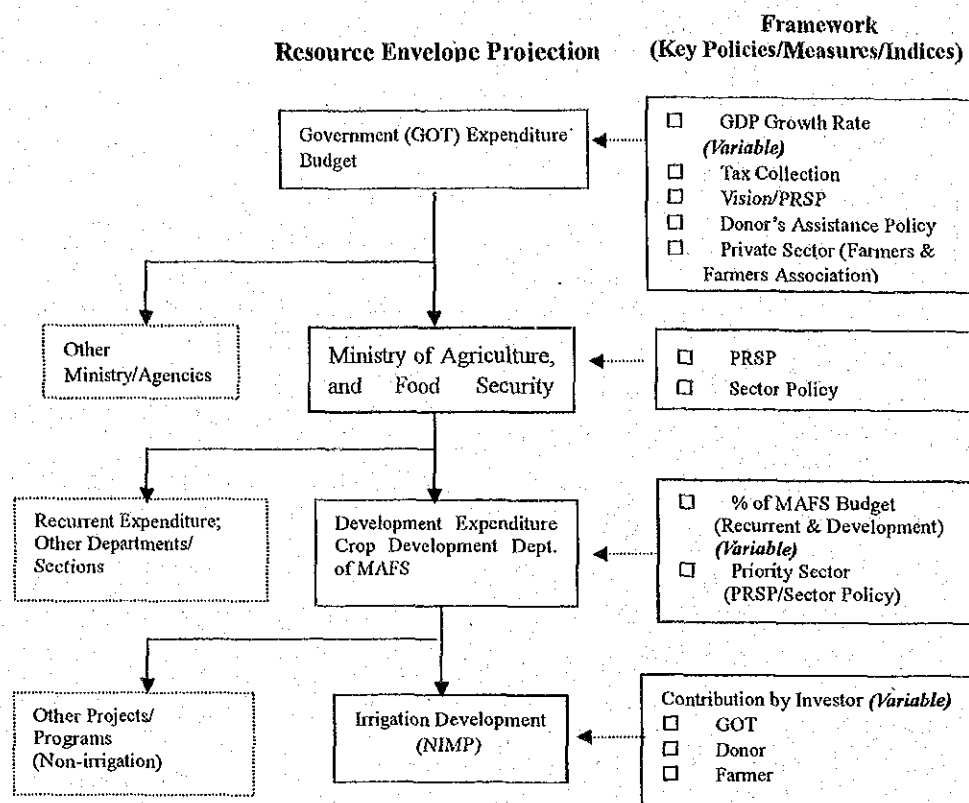 Resource Envelope Projection
Framework
(Key Policies/Measures/Indices)
Government (GOT) Expenditure
Budget
☐ GDP Growth Rate
(Variable)
☐ Tax Collection
☐ Vision/PRSP
☐ Donor's Assistance Policy
☐ Private Sector (Farmers &
Farmers Association)
Other
Ministry/Agencies
Ministry of Agriculture,
and Food Security
☐ PRSP
☐ Sector Policy
Recurrent Expenditure;
Other Departments/
Sections
Development Expenditure
Crop Development Dept.
of MAFS
☐ % of MAFS Budget
(Recurrent & Development)
(Variable)
☐ Priority Sector
(PRSP/Sector Policy)
Other Projects/
Programs
(Non-irrigation)
Irrigation Development
(NIMP)
Contribution by Investor (Variable)
☐ GOT
☐ Donor
☐ Farmer